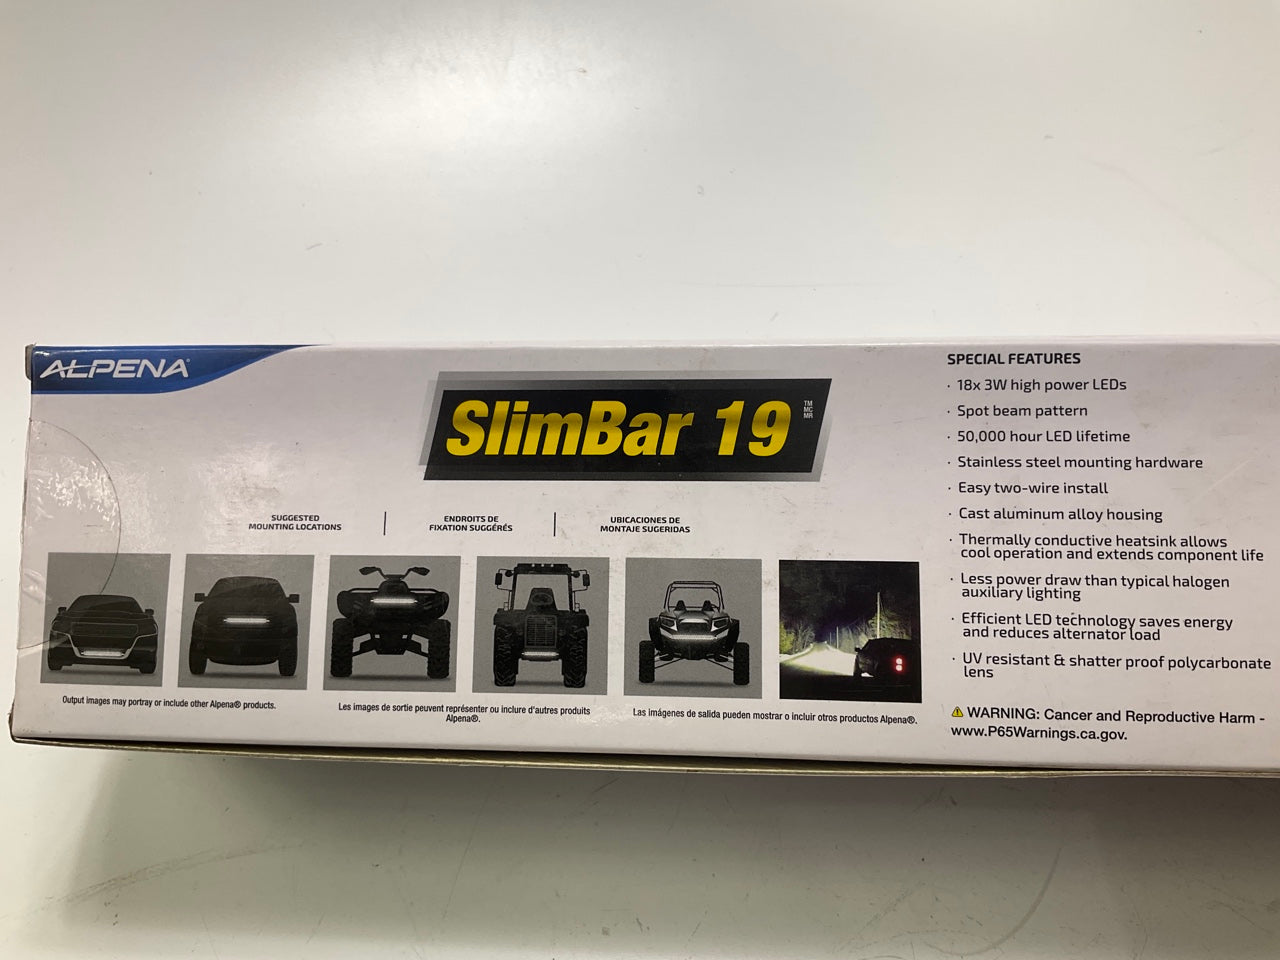 ALPENA®
SlimBar 19
TM
MC
MR
SUGGESTED
MOUNTING LOCATIONS
ENDROITS DE
FIXATION SUGGÉRÉS
UBICACIONES DE
MONTAJE SUGERIDAS
Output images may portray or include other Alpena® products.
Les images de sortie peuvent représenter ou inclure d'autres produits
Alpena®.
Las imágenes de salida pueden mostrar o incluir otros productos Alpena®.
SPECIAL FEATURES
· 18x 3W high power LEDs
· Spot beam pattern
· 50,000 hour LED lifetime
· Stainless steel mounting hardware
· Easy two-wire install
· Cast aluminum alloy housing
· Thermally conductive heatsink allows
cool operation and extends component life
· Less power draw than typical halogen
auxiliary lighting
· Efficient LED technology saves energy
and reduces alternator load
· UV resistant & shatter proof polycarbonate
lens
⚠ WARNING: Cancer and Reproductive Harm -
www.P65Warnings.ca.gov.